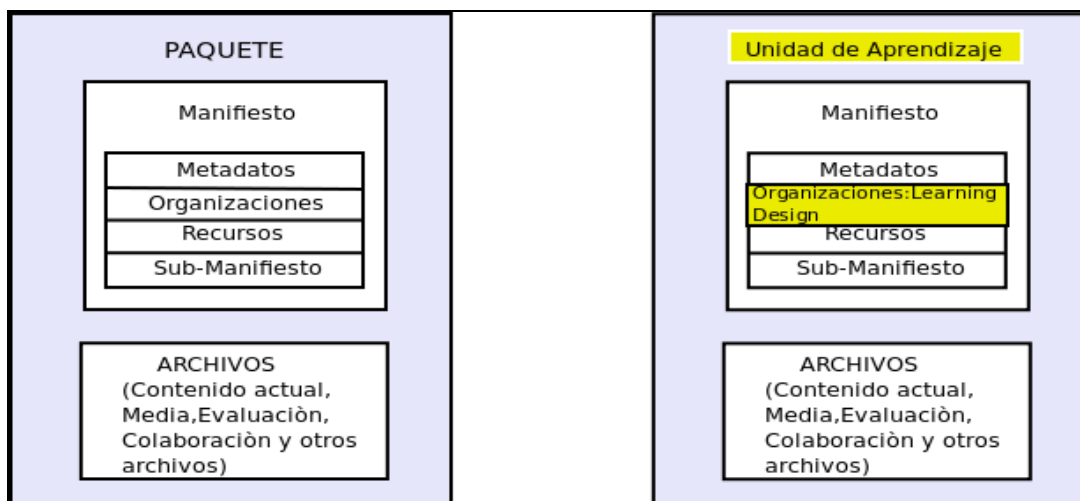 PAQUETE
Manifiesto
Metadatos
Organizaciones
Recursos
Sub-Manifiesto
ARCHIVOS
(Contenido actual,
Media,Evaluaciòn,
Colaboraciòn y otros
archivos)
Unidad de Aprendizaje
Manifiesto
Metadatos
Organizaciones:Learning
Design
Recursos
Sub-Manifiesto
ARCHIVOS
(Contenido actual,
Media,Evaluaciòn,
Colaboraciòn y otros
archivos)